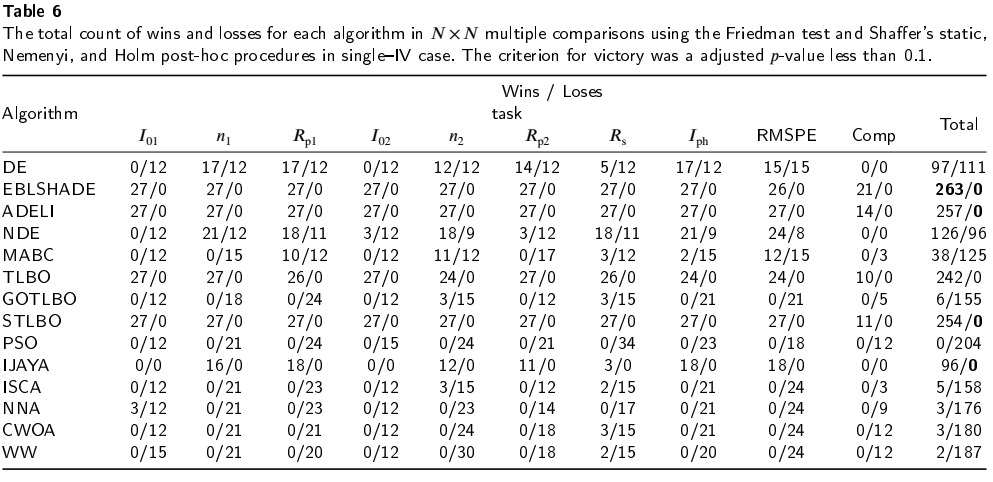 Table 6
The total count of wins and losses for each algorithm in N×N multiple comparisons using the Friedman test and Shaffer's static,
Nemenyi, and Holm post-hoc procedures in single–IV case. The criterion for victory was a adjusted p-value less than 0.1.
Wins / Loses
Algorithm task Total
I01 n1 Rp1 I02 n2 Rp2 Rs Iph RMSPE Comp
DE 0/12 17/12 17/12 0/12 12/12 14/12 5/12 17/12 15/15 0/0 97/111
EBLSHADE 27/0 27/0 27/0 27/0 27/0 27/0 27/0 27/0 26/0 21/0 263/0
ADELI 27/0 27/0 27/0 27/0 27/0 27/0 27/0 27/0 27/0 14/0 257/0
NDE 0/12 21/12 18/11 3/12 18/9 3/12 18/11 21/9 24/8 0/0 126/96
MABC 0/12 0/15 10/12 0/12 11/12 0/17 3/12 2/15 12/15 0/3 38/125
TLBO 27/0 27/0 26/0 27/0 24/0 27/0 26/0 24/0 24/0 10/0 242/0
GOTLBO 0/12 0/18 0/24 0/12 3/15 0/12 3/15 0/21 0/21 0/5 6/155
STLBO 27/0 27/0 27/0 27/0 27/0 27/0 27/0 27/0 27/0 11/0 254/0
PSO 0/12 0/21 0/24 0/15 0/24 0/21 0/34 0/23 0/18 0/12 0/204
IJAYA 0/0 16/0 18/0 0/0 12/0 11/0 3/0 18/0 18/0 0/0 96/0
ISCA 0/12 0/21 0/23 0/12 3/15 0/12 2/15 0/21 0/24 0/3 5/158
NNA 3/12 0/21 0/23 0/12 0/23 0/14 0/17 0/21 0/24 0/9 3/176
CWOA 0/12 0/21 0/21 0/12 0/24 0/18 3/15 0/21 0/24 0/12 3/180
WW 0/15 0/21 0/20 0/12 0/30 0/18 2/15 0/20 0/24 0/12 2/187